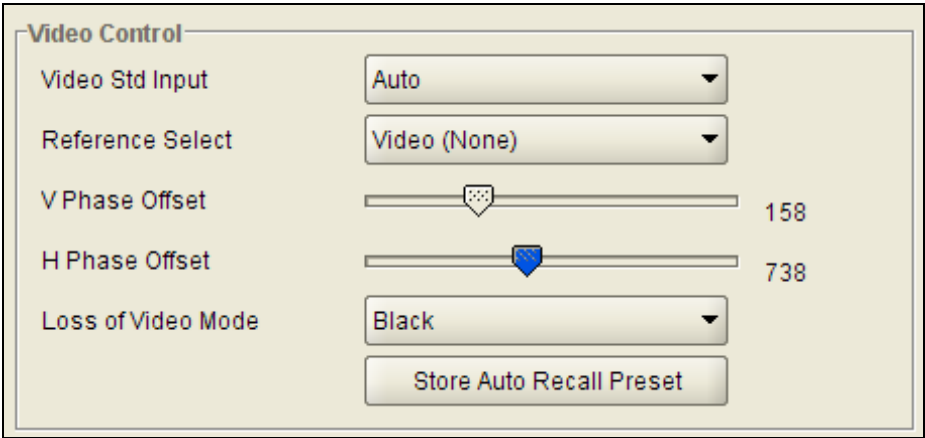 Video Control
Video Std Input Auto
Reference Select Video (None)
V Phase Offset 158
H Phase Offset 738
Loss of Video Mode Black
Store Auto Recall Preset